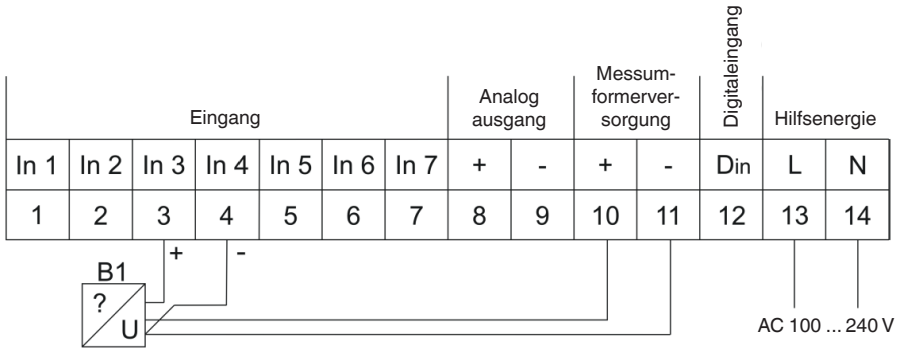 Digitaleingang
Messum-
formerver-
sorgung
Analog
ausgang
Eingang
Hilfsenergie
In 1 In 2 In 3 In 4 In 5 In 6 In 7 + - + - Din L N
1 2 3 4 5 6 7 8 9 10 11 12 13 14
+ -
B1
?
U
AC 100 ... 240 V